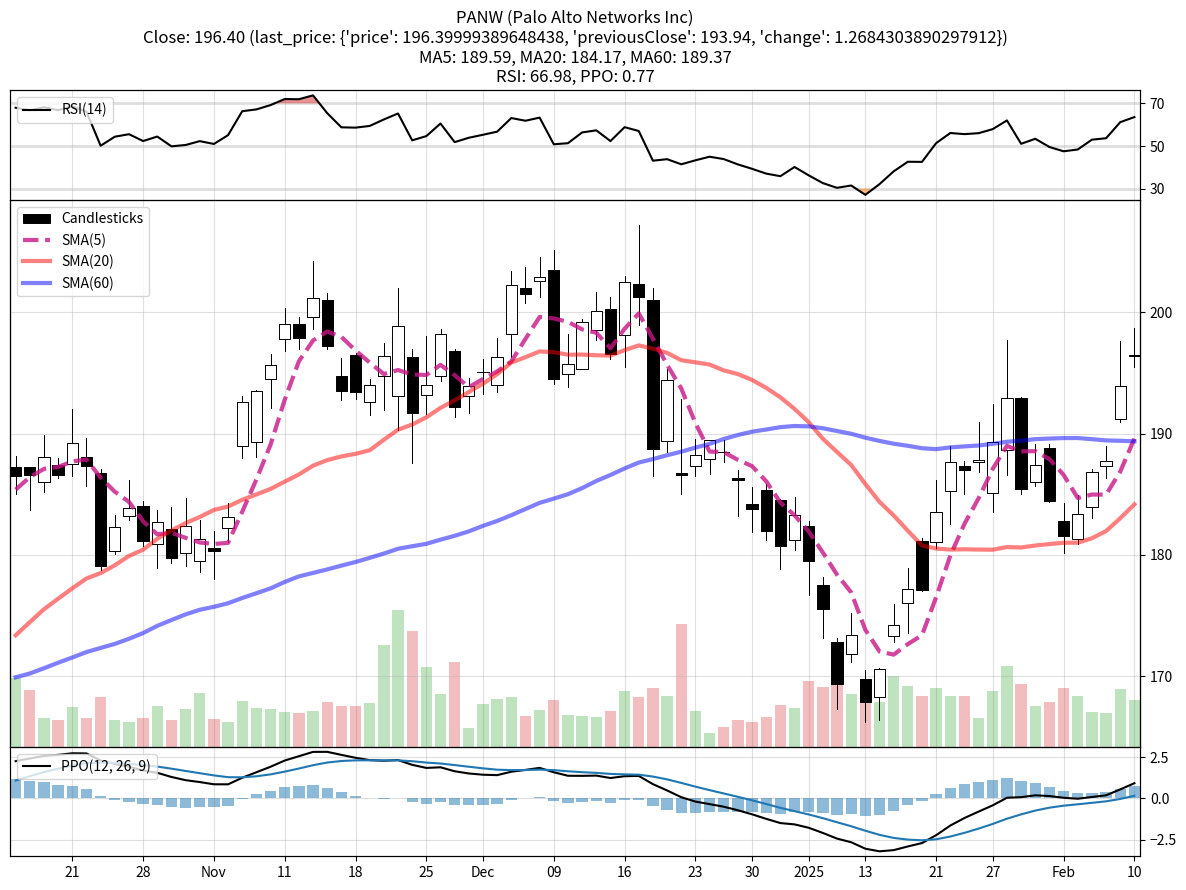 PANW (Palo Alto Networks Inc)
Close: 196.40 (last_price: {'price': 196.39999389648438, 'previousClose': 193.94, 'change': 1.2684303890297912})
MA5: 189.59, MA20: 184.17, MA60: 189.37
RSI: 66.98, PPO: 0.77
RSI(14)
70
50
30
Candlesticks
SMA(5)
SMA(20)
SMA(60)
200
190
180
170
PPO(12, 26, 9)
2.5
0.0
−2.5
21 28 Nov 11 18 25 Dec 09 16 23 30 2025 13 21 27 Feb 10